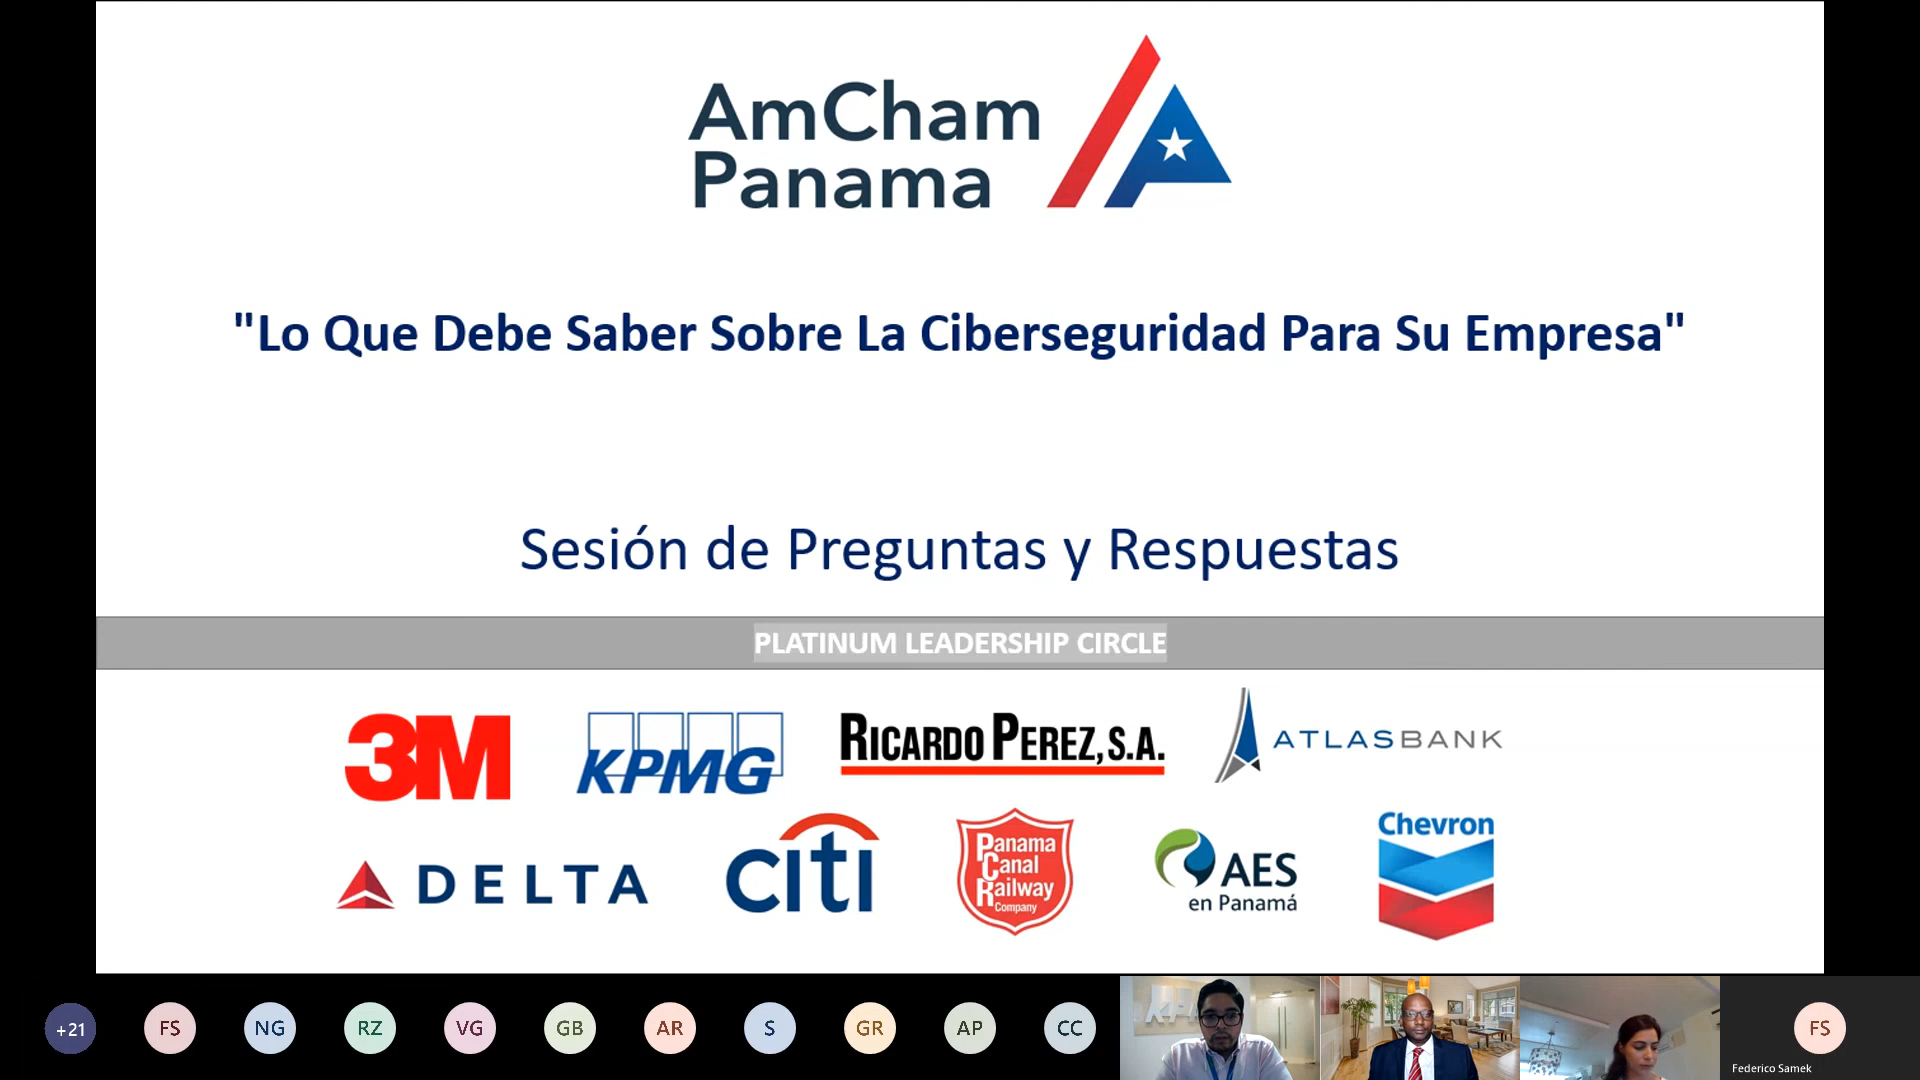 AmCham
Panama
"Lo Que Debe Saber Sobre La Ciberseguridad Para Su Empresa"
Sesión de Preguntas y Respuestas
PLATINUM LEADERSHIP CIRCLE
3M
KPMG
RICARDO PEREZ, S.A.
ATLASBANK
DELTA
citi
Panama
Canal
Railway
Company
AES
en Panamá
Chevron
+21
FS
NG
RZ
VG
GB
AR
S
GR
AP
CC
FS
Federico Samek